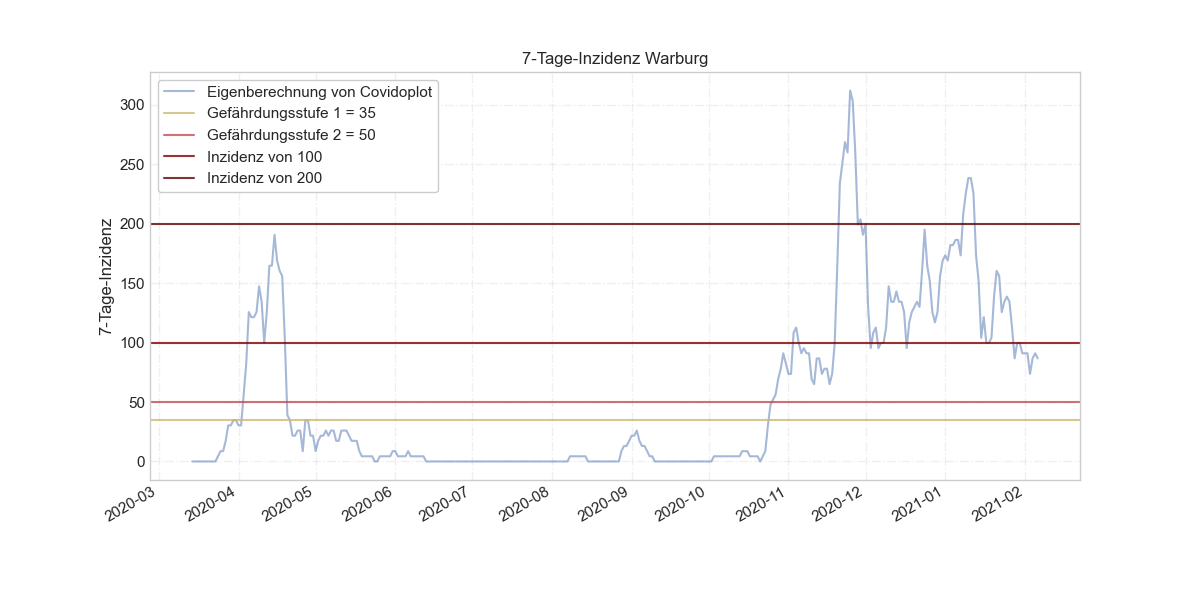 7-Tage-Inzidenz Warburg
Eigenberechnung von Covidoplot
Gefährdungsstufe 1 = 35
Gefährdungsstufe 2 = 50
Inzidenz von 100
Inzidenz von 200
7-Tage-Inzidenz
300
250
200
150
100
50
0
2020-03
2020-04
2020-05
2020-06
2020-07
2020-08
2020-09
2020-10
2020-11
2020-12
2021-01
2021-02